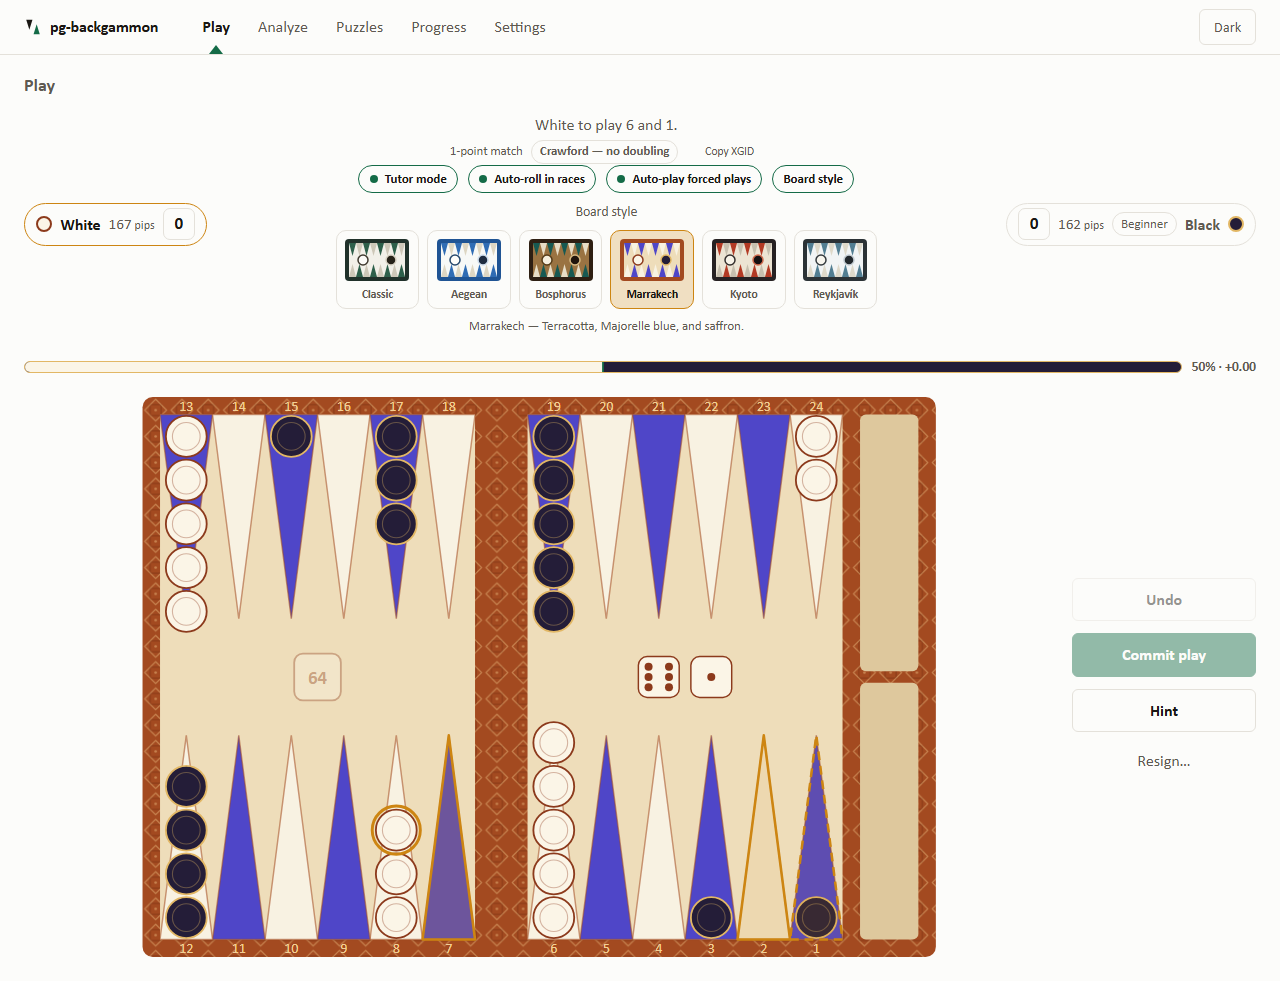 pg-backgammon Play Analyze Puzzles Progress Settings Dark
Play
White to play 6 and 1.
1-point match Crawford — no doubling Copy XGID
Tutor mode Auto-roll in races Auto-play forced plays Board style
White 167 pips 0
Board style
0 162 pips Beginner Black
Classic Aegean Bosphorus Marrakech Kyoto Reykjavík
Marrakech — Terracotta, Majorelle blue, and saffron.
50% · +0.00
13 14 15 16 17 18 19 20 21 22 23 24
64
Undo
Commit play
Hint
Resign...
12 11 10 9 8 7 6 5 4 3 2 1